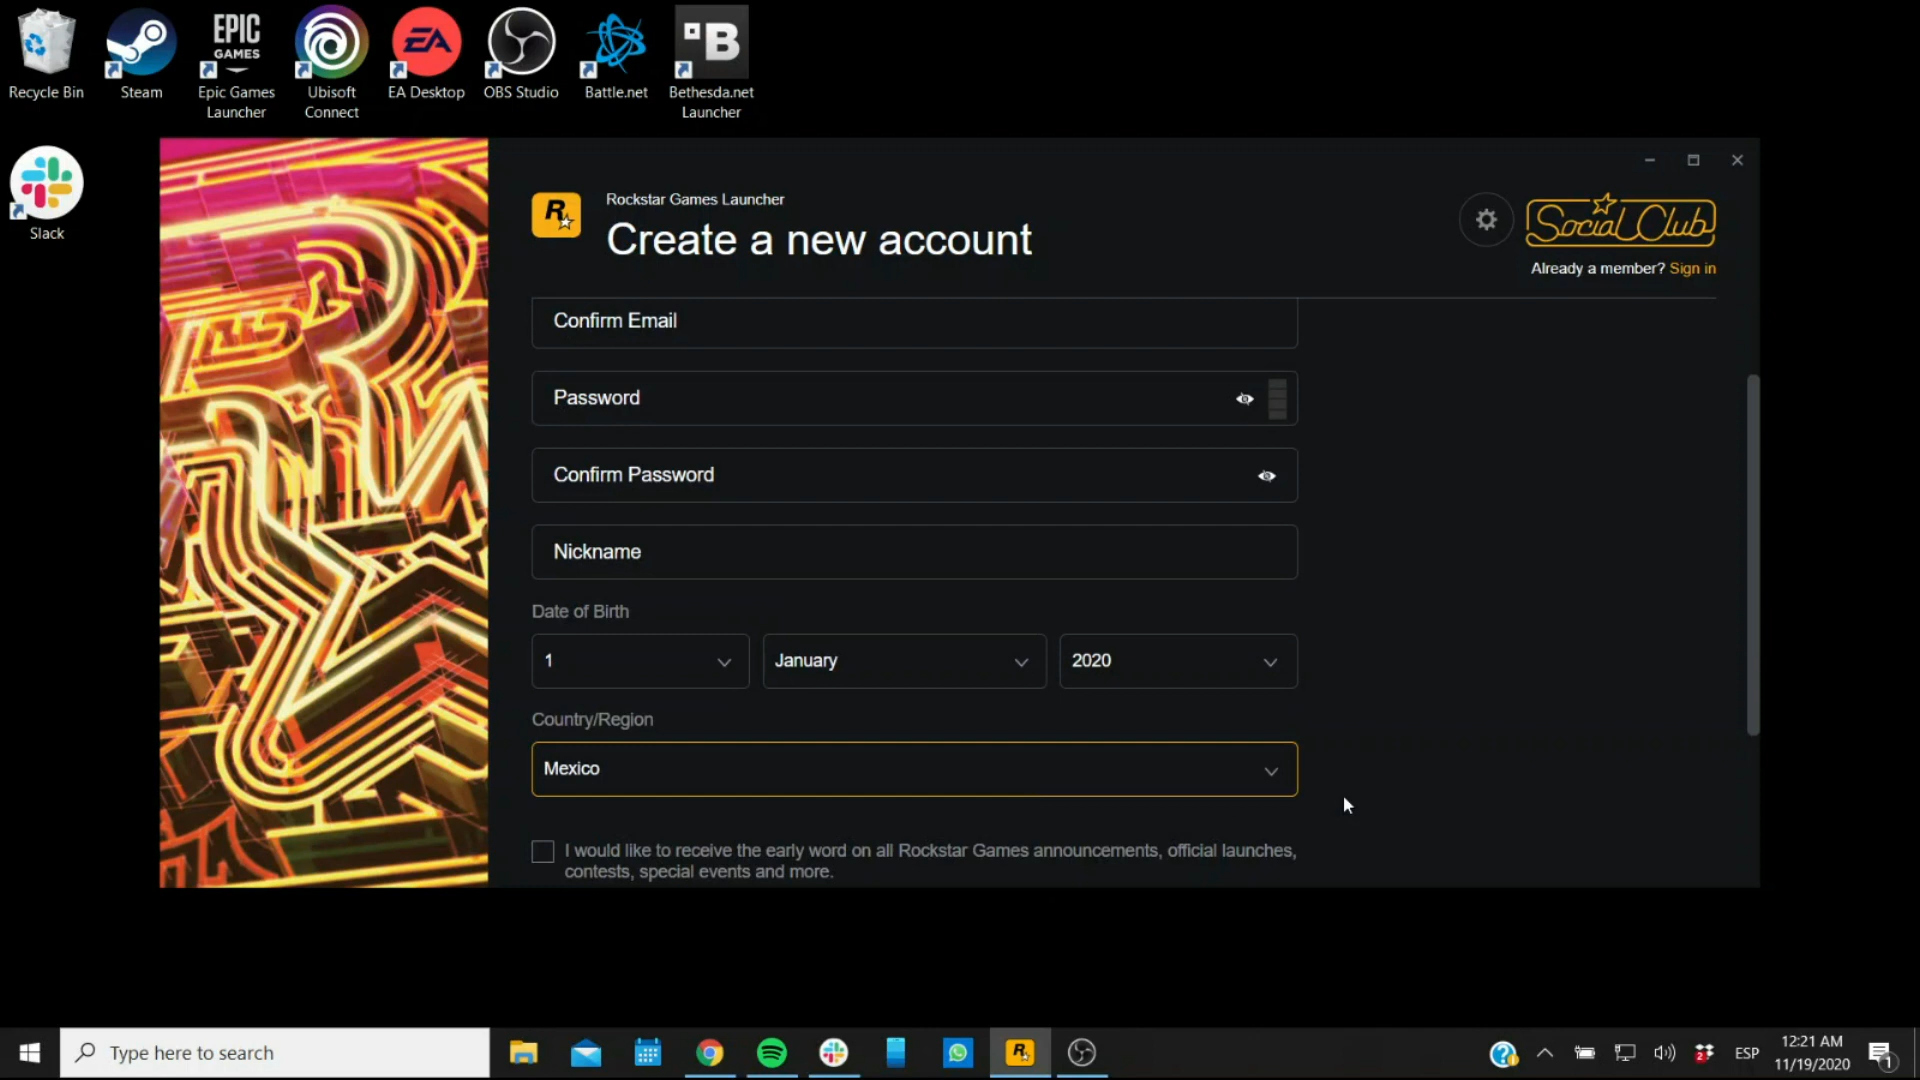 Recycle Bin
Steam
EPIC
GAMES
Epic Games
Launcher
Ubisoft
Connect
EA
EA Desktop
OBS Studio
Battle.net
B
Bethesda.net
Launcher
Slack
R
Rockstar Games Launcher
Create a new account
Social Club
Already a member? Sign in
Confirm Email
Password
Confirm Password
Nickname
Date of Birth
1
January
2020
Country/Region
Mexico
I would like to receive the early word on all Rockstar Games announcements, official launches,
contests, special events and more.
Type here to search
R
2
ESP
12:21 AM
11/19/2020
1